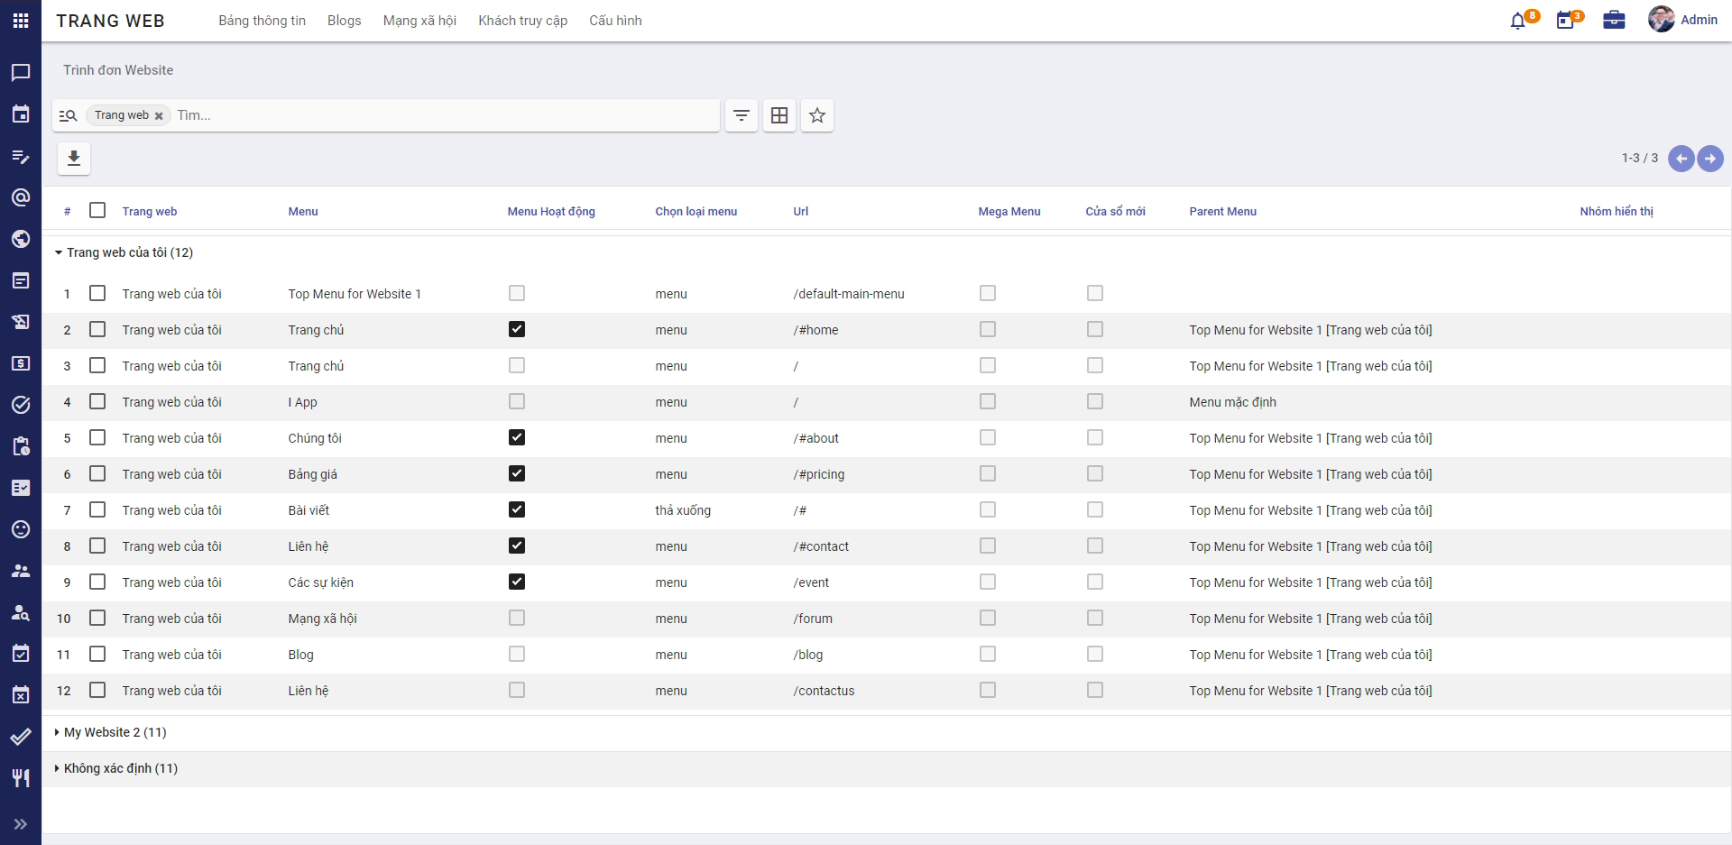 TRANG WEB Bảng thông tin Blogs Mạng xã hội Khách truy cập Cấu hình 8 3 Admin
Trình đơn Website
Trang web Tìm...
1-3 / 3
# Trang web Menu Menu Hoạt động Chọn loại menu Url Mega Menu Cửa sổ mới Parent Menu Nhóm hiển thị
Trang web của tôi (12)
1 Trang web của tôi Top Menu for Website 1 menu /default-main-menu
2 Trang web của tôi Trang chủ menu /#home Top Menu for Website 1 [Trang web của tôi]
3 Trang web của tôi Trang chủ menu / Top Menu for Website 1 [Trang web của tôi]
4 Trang web của tôi I App menu / Menu mặc định
5 Trang web của tôi Chúng tôi menu /#about Top Menu for Website 1 [Trang web của tôi]
6 Trang web của tôi Bảng giá menu /#pricing Top Menu for Website 1 [Trang web của tôi]
7 Trang web của tôi Bài viết thả xuống /# Top Menu for Website 1 [Trang web của tôi]
8 Trang web của tôi Liên hệ menu /#contact Top Menu for Website 1 [Trang web của tôi]
9 Trang web của tôi Các sự kiện menu /event Top Menu for Website 1 [Trang web của tôi]
10 Trang web của tôi Mạng xã hội menu /forum Top Menu for Website 1 [Trang web của tôi]
11 Trang web của tôi Blog menu /blog Top Menu for Website 1 [Trang web của tôi]
12 Trang web của tôi Liên hệ menu /contactus Top Menu for Website 1 [Trang web của tôi]
My Website 2 (11)
Không xác định (11)